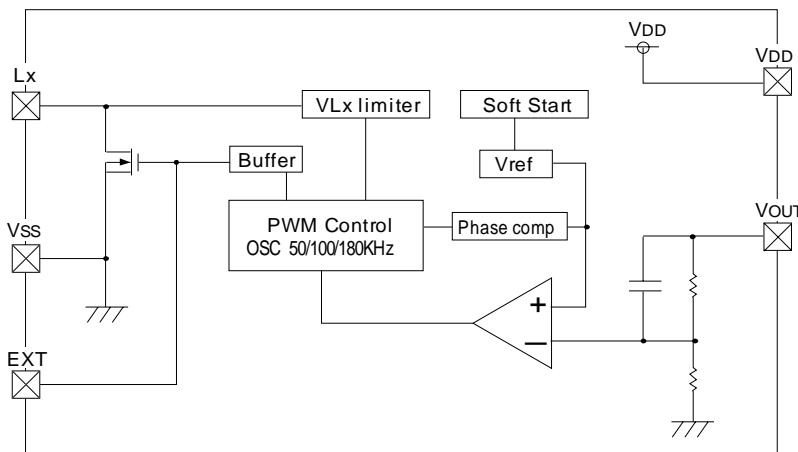 VDD
Lx
VDD
VLx limiter
Soft Start
Buffer
Vref
PWM Control
OSC 50/100/180KHz
Phase comp
VSS
VOUT
+
−
EXT